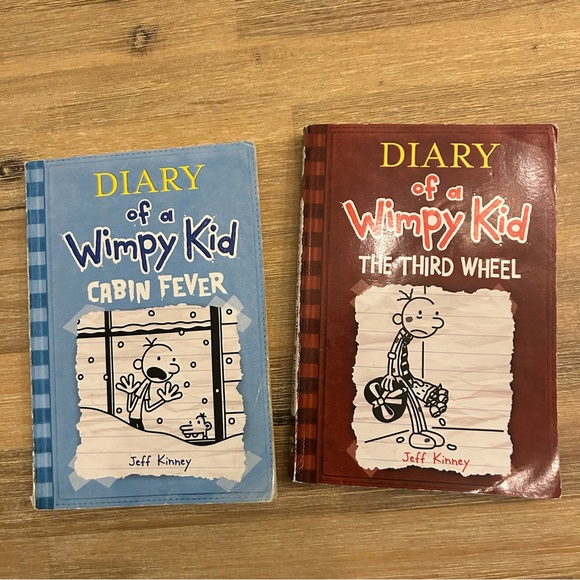 DIARY
of a
Wimpy Kid
CABIN FEVER
Jeff Kinney
DIARY
of a
Wimpy Kid
THE THIRD WHEEL
Jeff Kinney